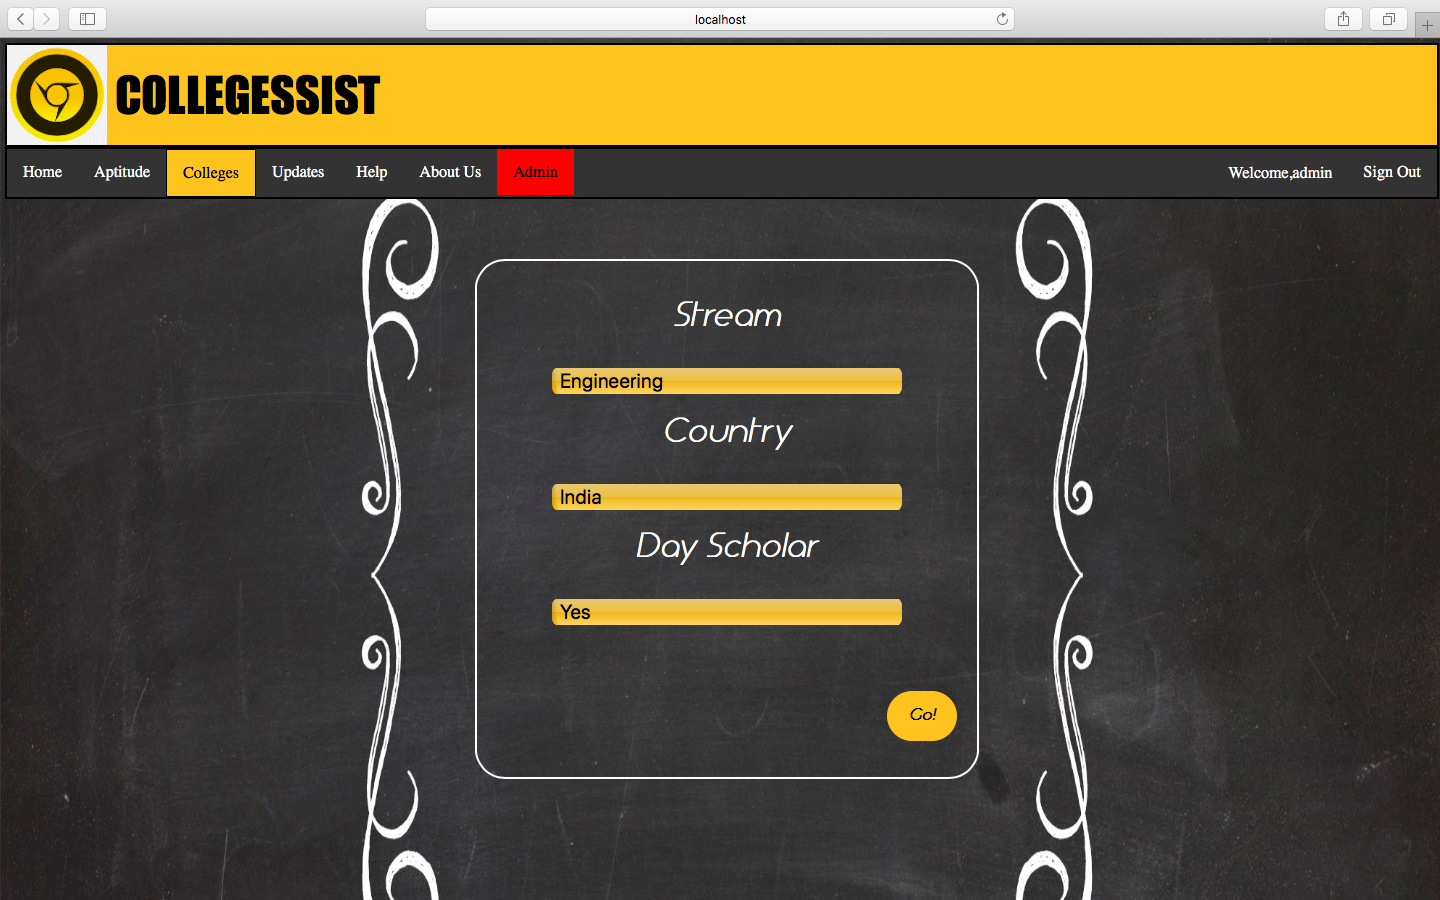 localhost
COLLEGESSIST
Home Aptitude Colleges Updates Help About Us Admin Welcome,admin Sign Out
Stream
Engineering
Country
India
Day Scholar
Yes
Go!